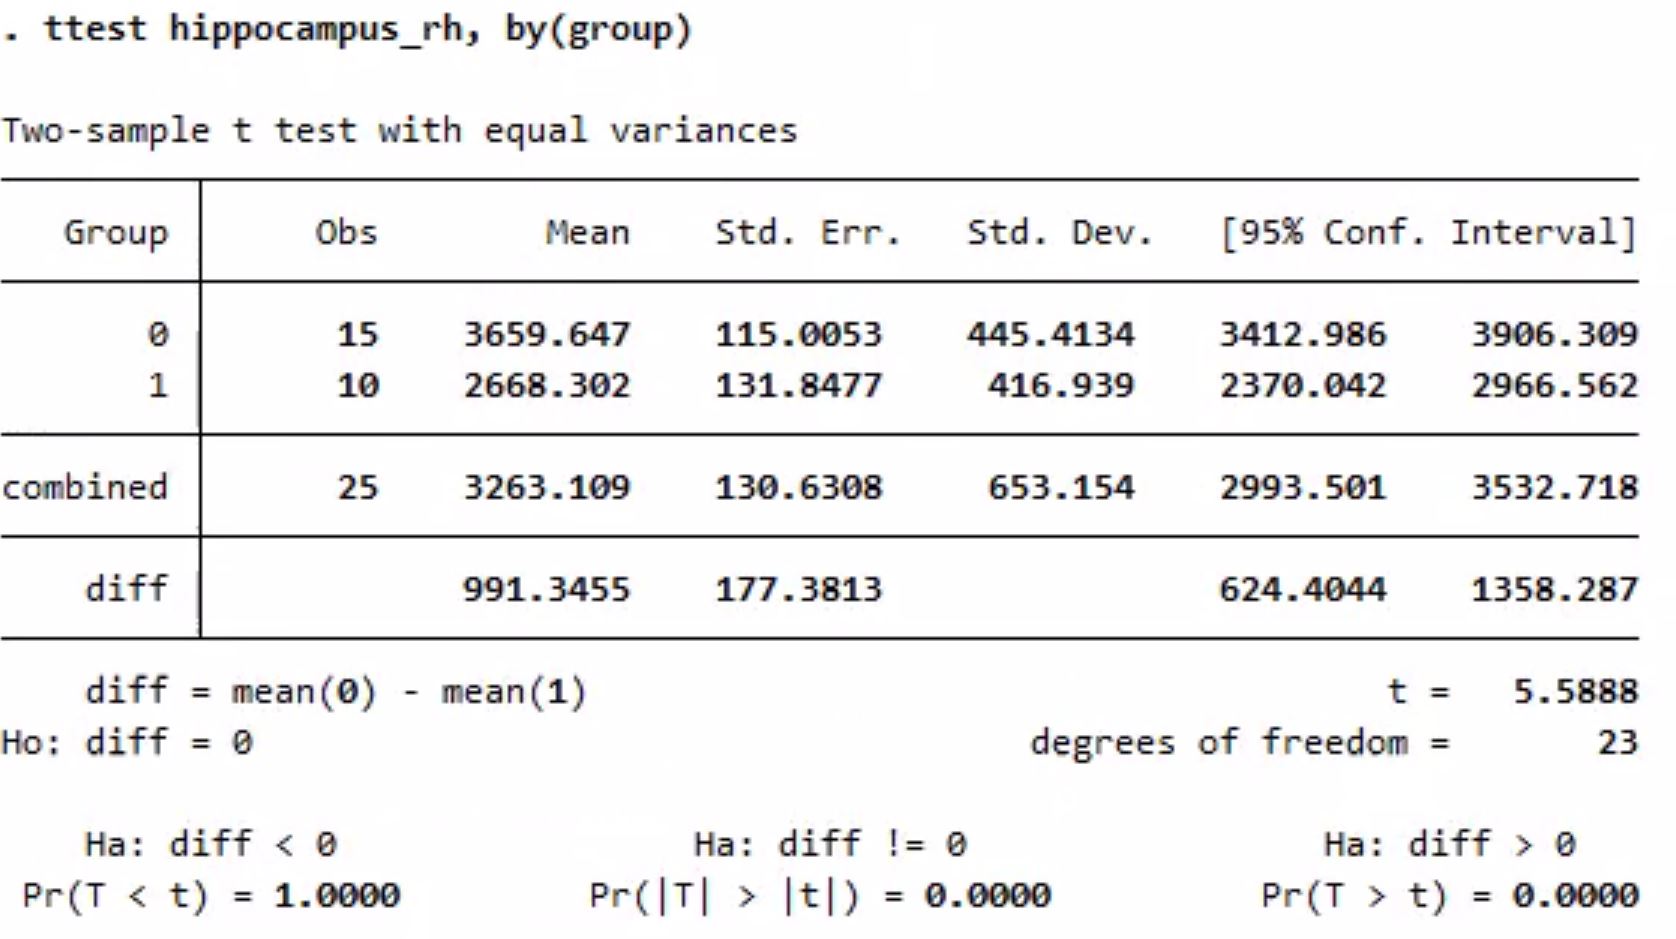 . ttest hippocampus_rh, by(group)
Two-sample t test with equal variances
Group Obs Mean Std. Err. Std. Dev. [95% Conf. Interval]
0 15 3659.647 115.0053 445.4134 3412.986 3906.309
1 10 2668.302 131.8477 416.939 2370.042 2966.562
combined 25 3263.109 130.6308 653.154 2993.501 3532.718
diff 991.3455 177.3813 624.4044 1358.287
diff = mean(0) - mean(1) t = 5.5888
Ho: diff = 0 degrees of freedom = 23
Ha: diff < 0 Ha: diff != 0 Ha: diff > 0
Pr(T < t) = 1.0000 Pr(|T| > |t|) = 0.0000 Pr(T > t) = 0.0000